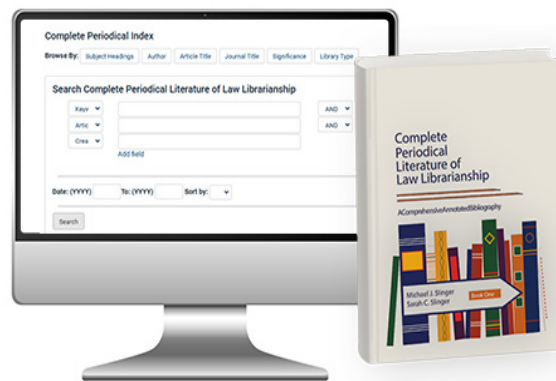 Complete Periodical Index
Browse By: Subject Headings Author Article Title Journal Title Significance Library Type
Search Complete Periodical Literature of Law Librarianship
AND
Artic AND
Crea
Add field
Date: (YYYY) To: (YYYY) Sort by:
Search
Complete
Periodical
Literature of
Law Librarianship
A Comprehensive Annotated Bibliography
Michael J. Slinger
Sarah C. Slinger
Book One